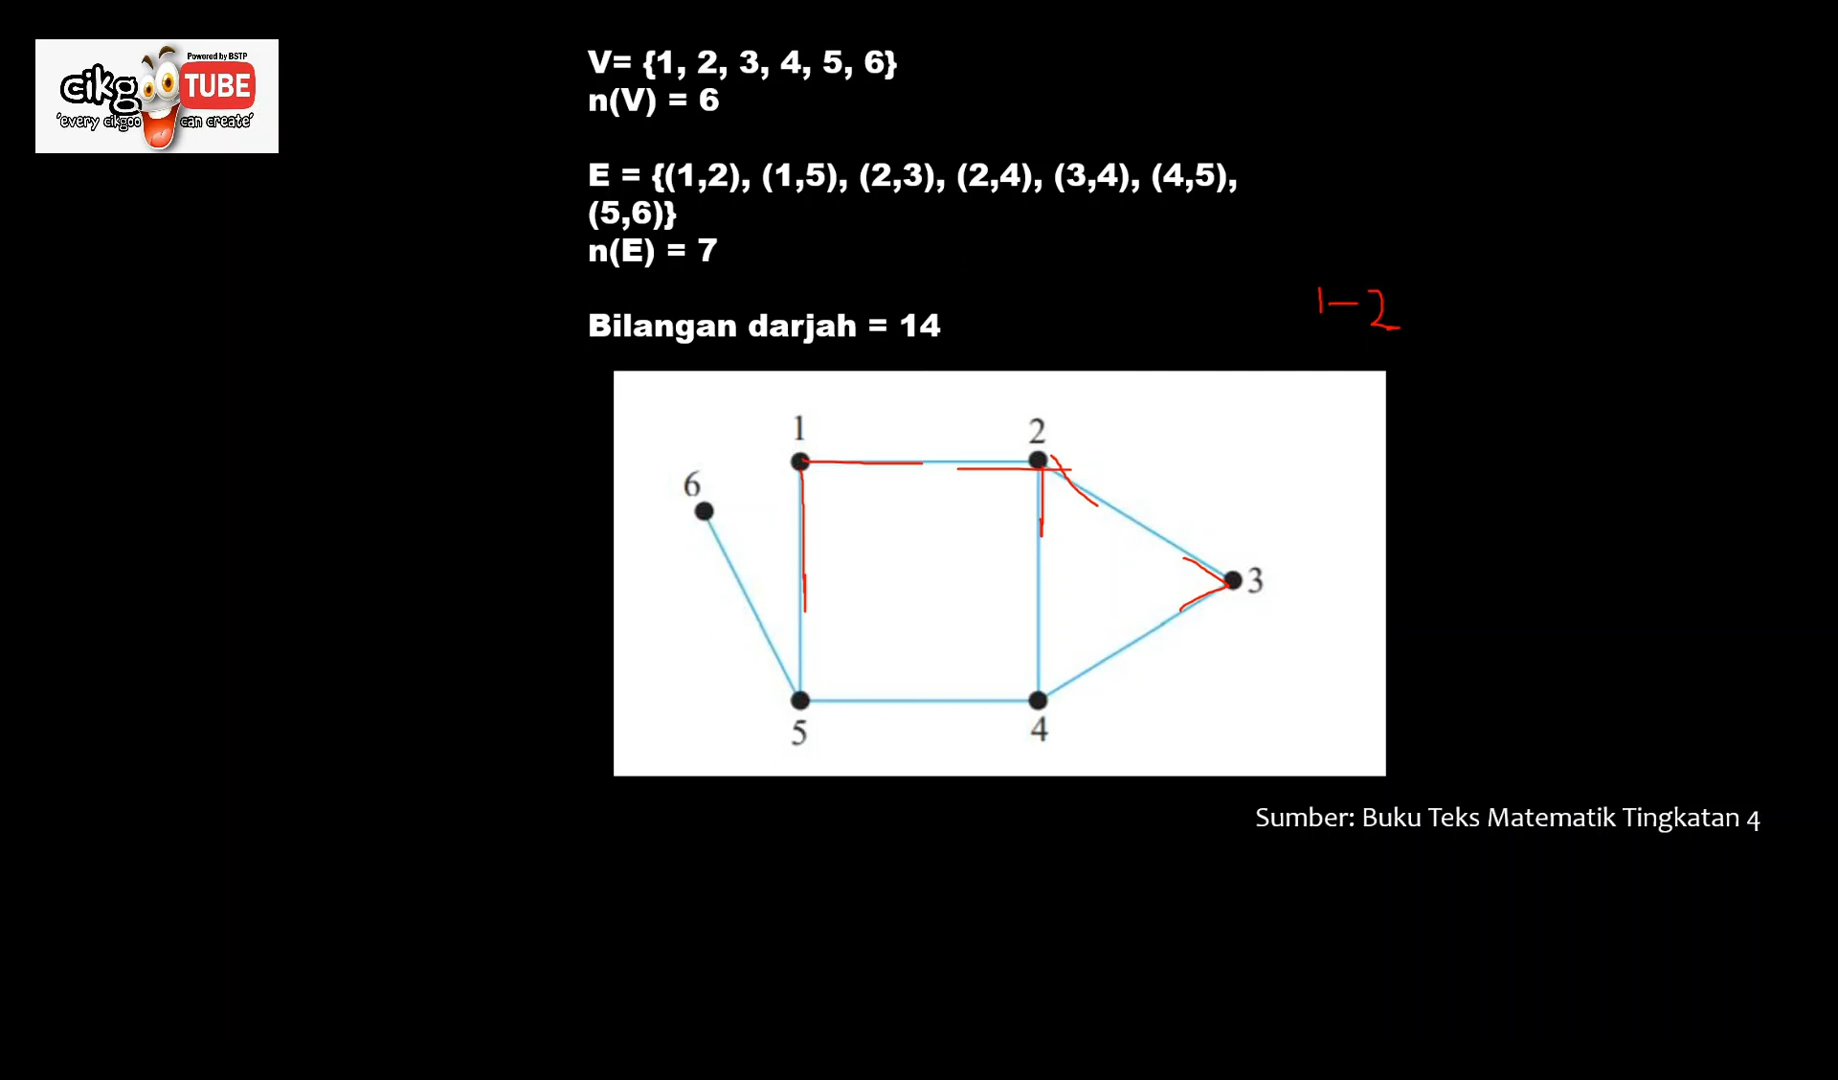 Powered by BSTP
cikgoo TUBE
'every cikgoo can create'
V= {1, 2, 3, 4, 5, 6}
n(V) = 6
E = {(1,2), (1,5), (2,3), (2,4), (3,4), (4,5),
(5,6)}
n(E) = 7
1-2
Bilangan darjah = 14
1
2
6
3
5
4
Sumber: Buku Teks Matematik Tingkatan 4